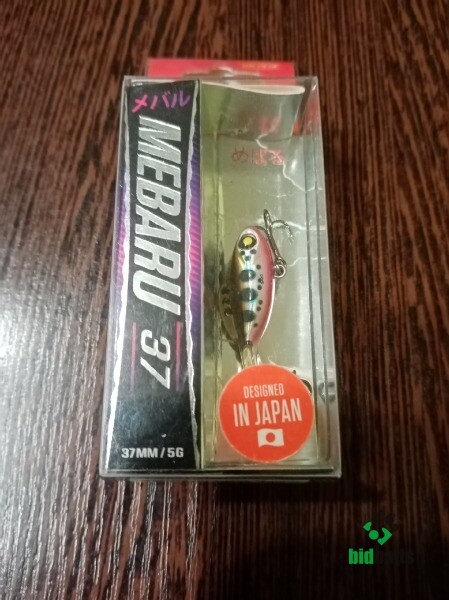 メバル
MEBARU 37
37MM / 5G
めばる
DESIGNED
IN JAPAN
bid